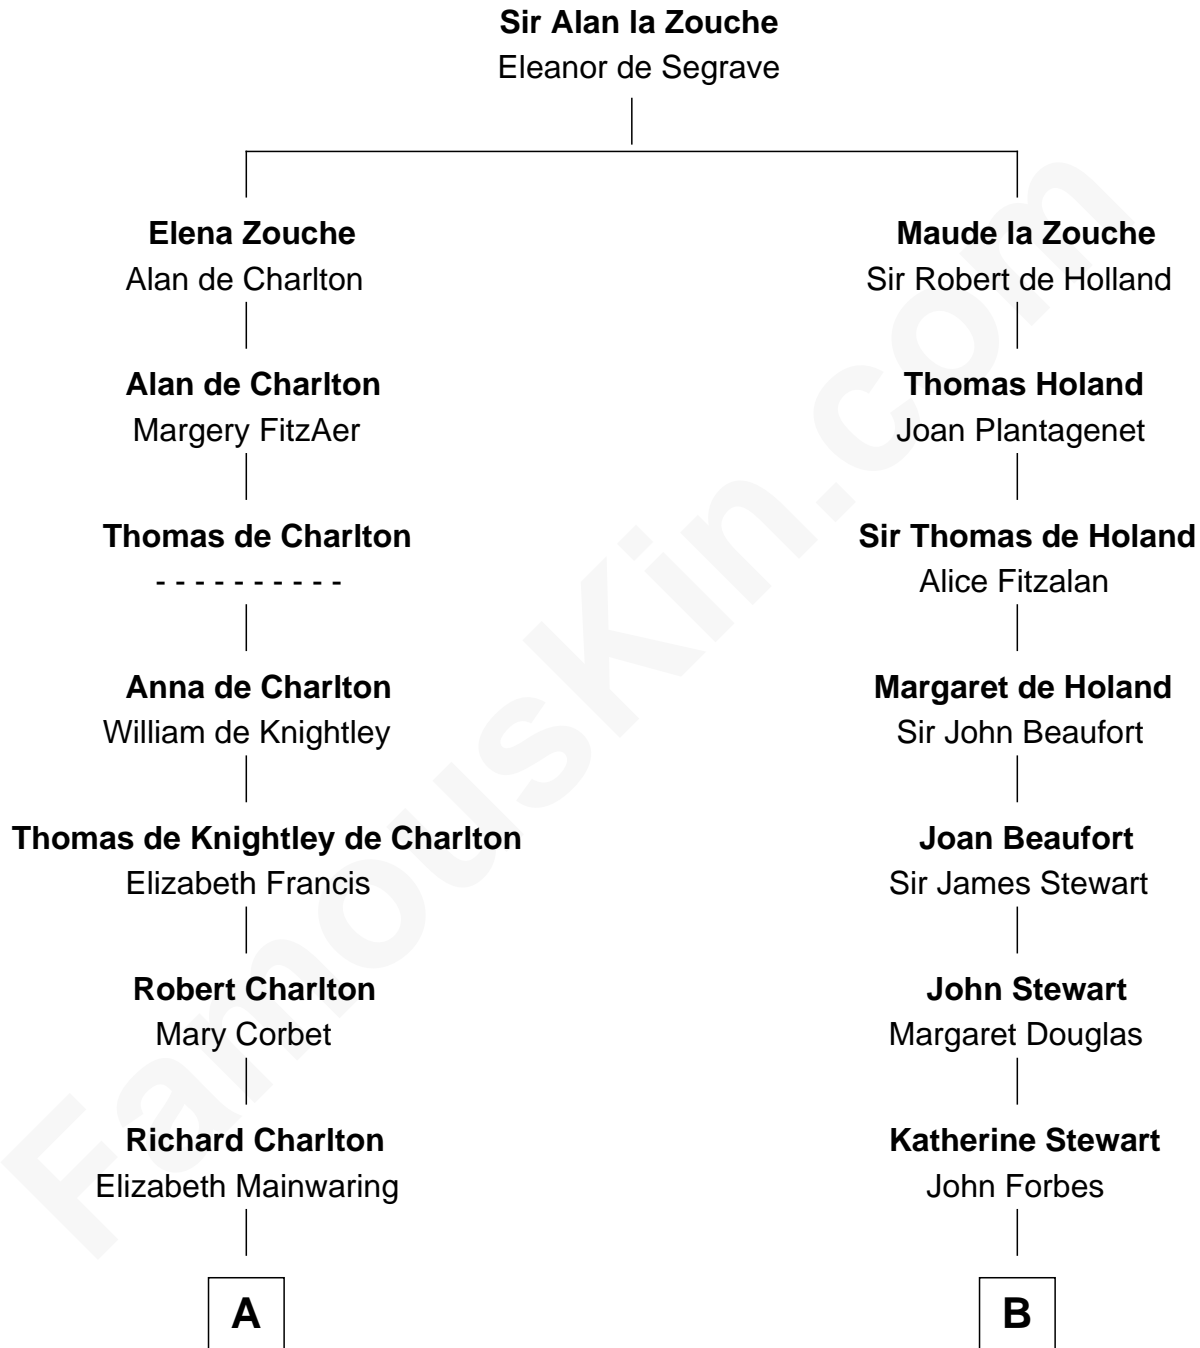 Sir Alan la Zouche
Eleanor de Segrave
Elena Zouche
Alan de Charlton
Maude la Zouche
Sir Robert de Holland
Alan de Charlton
Margery FitzAer
Thomas Holand
Joan Plantagenet
Thomas de Charlton
- - - - - - - - - -
Sir Thomas de Holand
Alice Fitzalan
Anna de Charlton
William de Knightley
Margaret de Holand
Sir John Beaufort
Thomas de Knightley de Charlton
Elizabeth Francis
Joan Beaufort
Sir James Stewart
Robert Charlton
Mary Corbet
John Stewart
Margaret Douglas
Richard Charlton
Elizabeth Mainwaring
Katherine Stewart
John Forbes
A
B
FamousKin.com